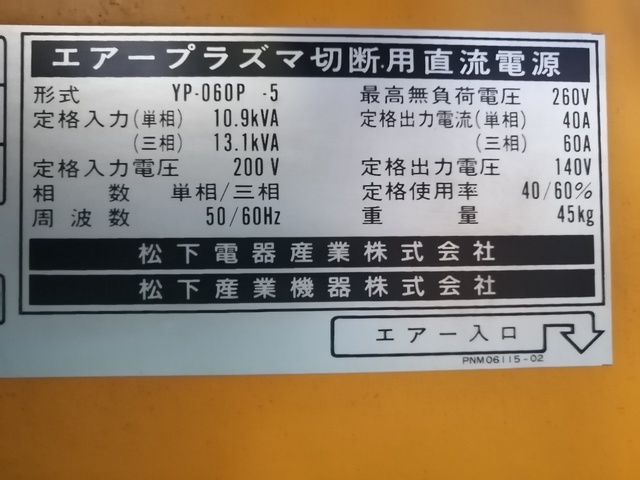 エアープラズマ切断用直流電源
形式 YP-060P -5 最高無負荷電圧 260V
定格入力(単相) 10.9kVA 定格出力電流(単相) 40A
(三相) 13.1kVA (三相) 60A
定格入力電圧 200V 定格出力電圧 140V
相数 単相/三相 定格使用率 40/60%
周波数 50/60Hz 重量 45kg
松下電器産業株式会社
松下産業機器株式会社
エアー入口
PNM06115-02